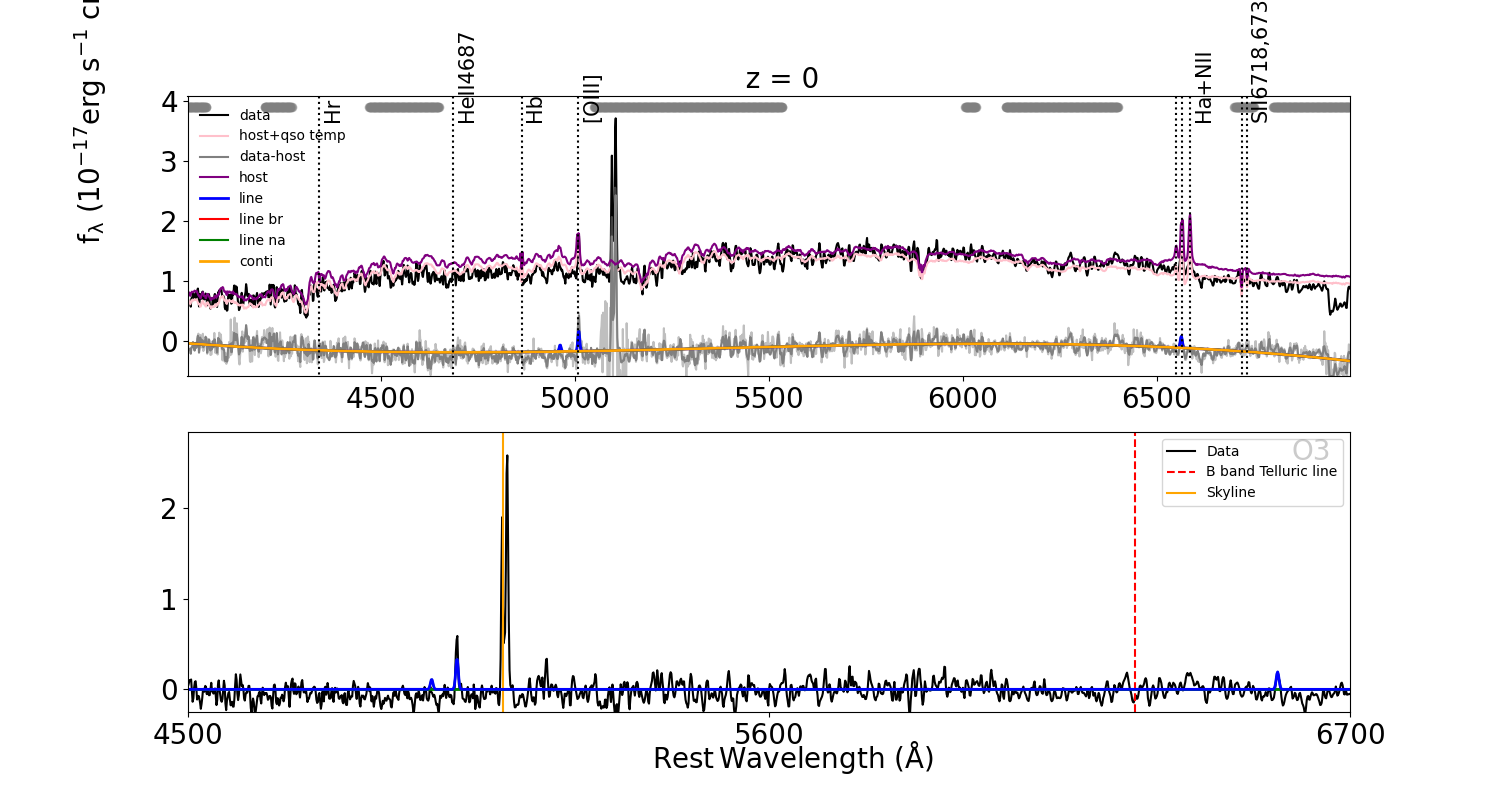 z = 0
f_λ (10^{−17}erg s^{−1}
Hr
HeII4687
Hb
[OIII]
Ha+NII
SII6718,673
data
host+qso temp
data-host
host
line
line br
line na
conti
4
3
2
1
0
4500
5000
5500
6000
6500
O3
Data
B band Telluric line
Skyline
2
1
0
4500
5600
6700
Rest Wavelength (Å)